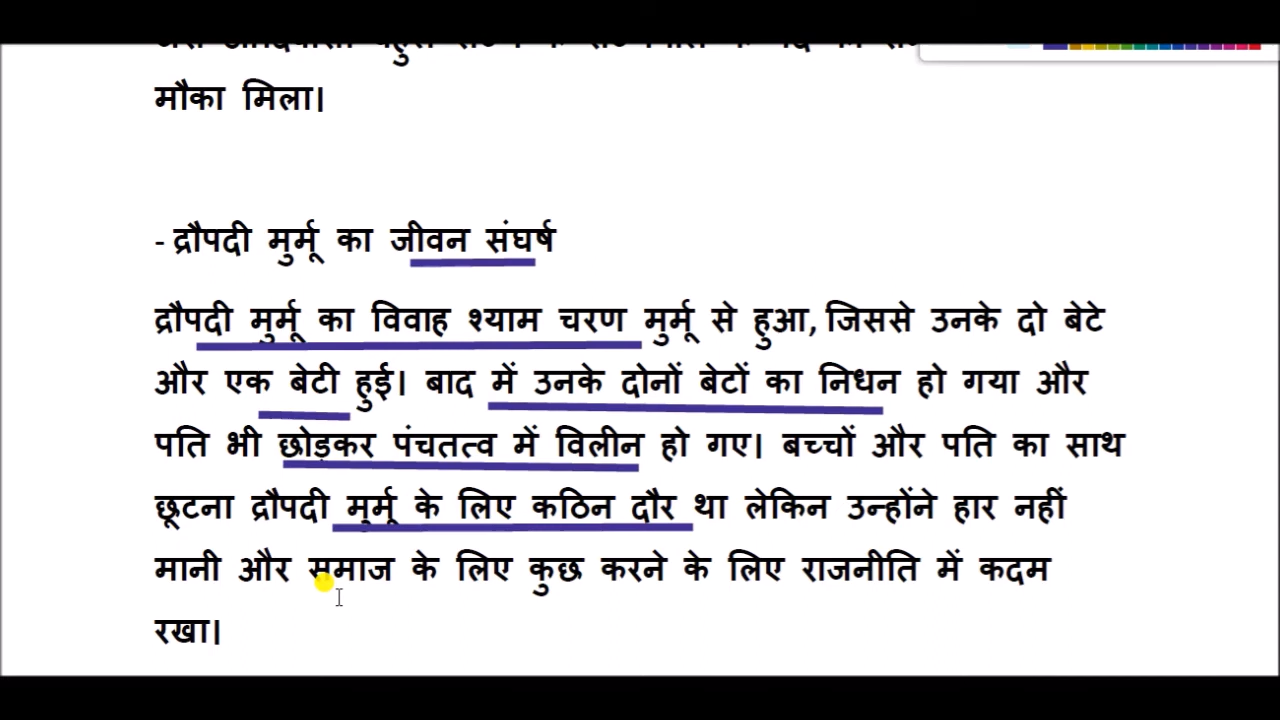 मौका मिला।
- द्रौपदी मुर्मू का जीवन संघर्ष
द्रौपदी मुर्मू का विवाह श्याम चरण मुर्मू से हुआ, जिससे उनके दो बेटे
और एक बेटी हुई। बाद में उनके दोनों बेटों का निधन हो गया और
पति भी छोड़कर पंचतत्व में विलीन हो गए। बच्चों और पति का साथ
छूटना द्रौपदी मुर्मू के लिए कठिन दौर था लेकिन उन्होंने हार नहीं
मानी और समाज के लिए कुछ करने के लिए राजनीति में कदम
रखा।